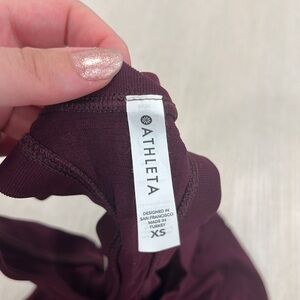 ATHLETA
DESIGNED IN
SAN FRANCISCO
MADE IN
TURKEY
XS